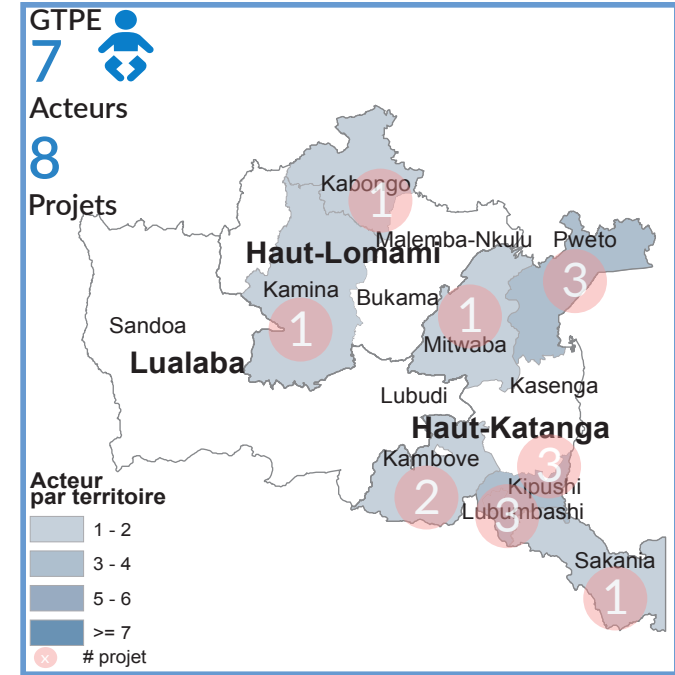 GTPE
7
Acteurs
8
Projets
Kabongo
1
Malemba-Nkulu
Pweto
Haut-Lomami
3
Kamina
Bukama
1
1
Sandoa
Mitwaba
Lualaba
Lubudi
Kasenga
Haut-Katanga
Kambove
3
Kipushi
2
Lubumbashi
3
Sakania
1
Acteur
par territoire
1 - 2
3 - 4
5 - 6
>= 7
x # projet